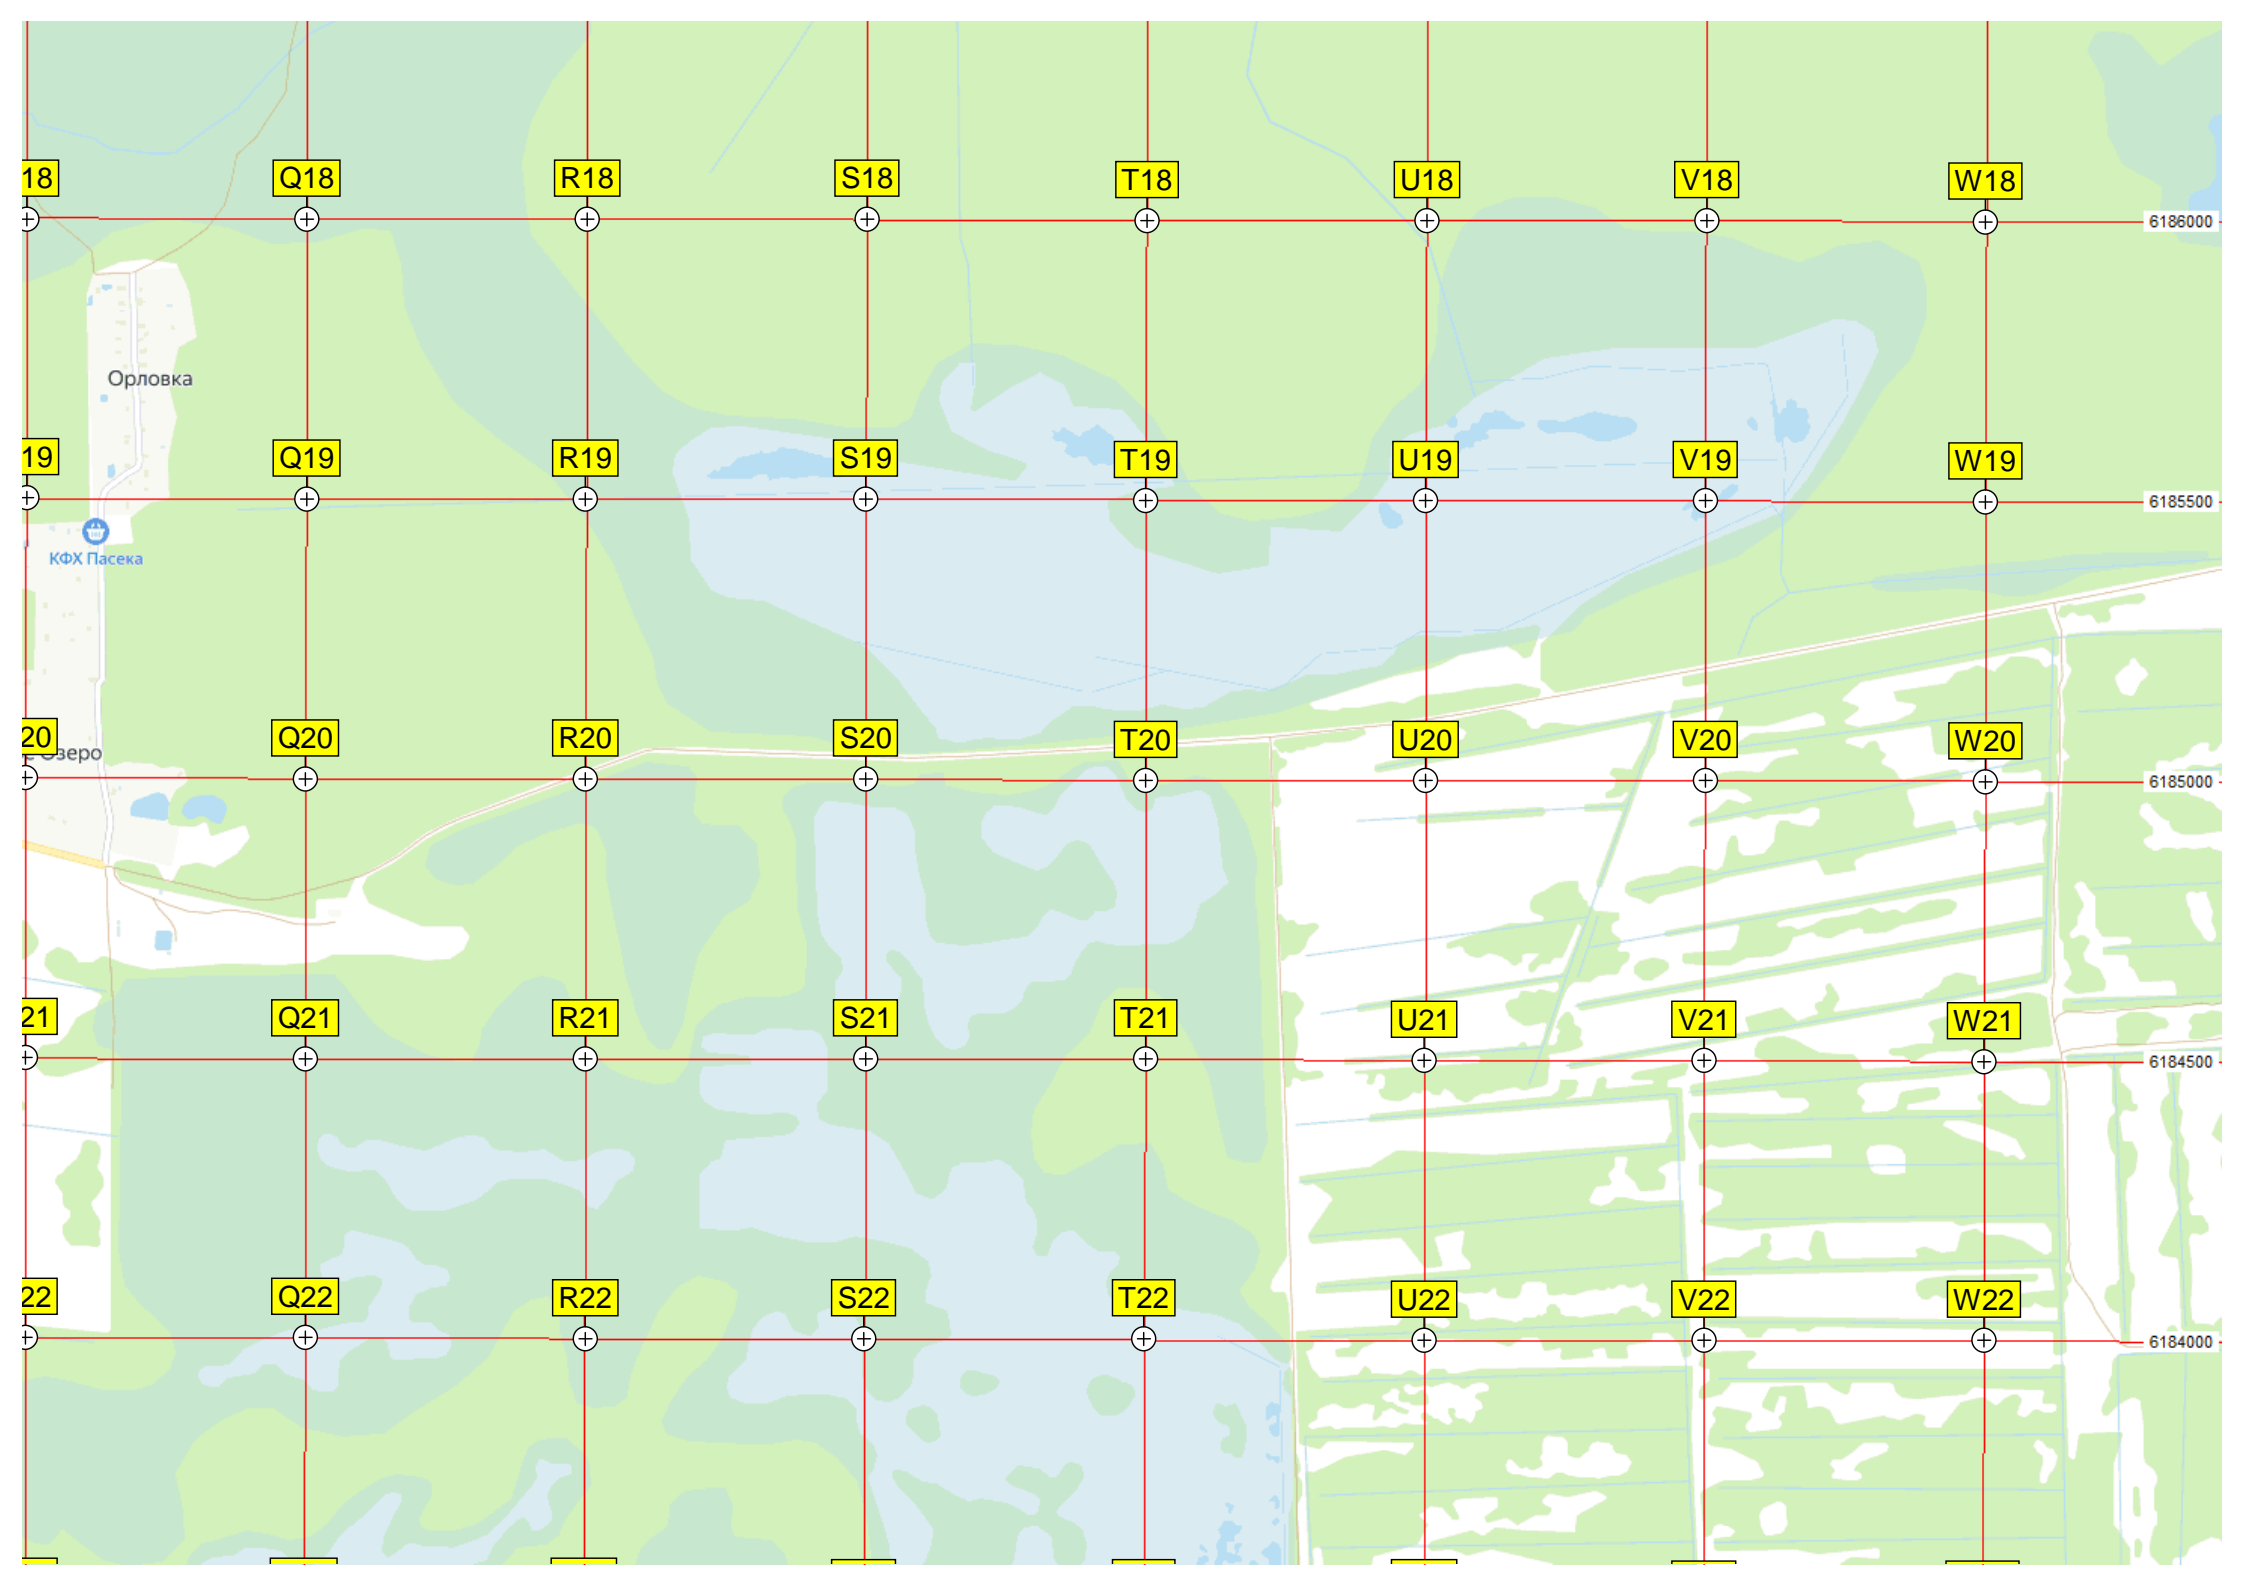 18 Q18 R18 S18 T18 U18 V18 W18
6186000
Орловка
19 Q19 R19 S19 T19 U19 V19 W19
6185500
КФХ Пасека
20 Q20 R20 S20 T20 U20 V20 W20
Озеро
6185000
21 Q21 R21 S21 T21 U21 V21 W21
6184500
22 Q22 R22 S22 T22 U22 V22 W22
6184000